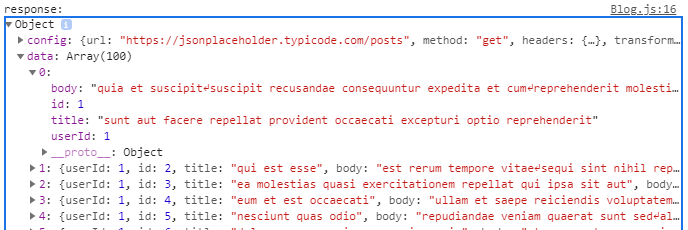 response: Blog.js:16
▼Object i
▶config: {url: "https://jsonplaceholder.typicode.com/posts", method: "get", headers: {…}, transform…
▼data: Array(100)
▼0:
body: "quia et suscipit↵suscipit recusandae consequuntur expedita et cum↵reprehenderit molesti…
id: 1
title: "sunt aut facere repellat provident occaecati excepturi optio reprehenderit"
userId: 1
▶__proto__: Object
▶1: {userId: 1, id: 2, title: "qui est esse", body: "est rerum tempore vitae↵sequi sint nihil rep…
▶2: {userId: 1, id: 3, title: "ea molestias quasi exercitationem repellat qui ipsa sit aut", body…
▶3: {userId: 1, id: 4, title: "eum et est occaecati", body: "ullam et saepe reiciendis voluptatem…
▶4: {userId: 1, id: 5, title: "nesciunt quas odio", body: "repudiandae veniam quaerat sunt sed↵al…